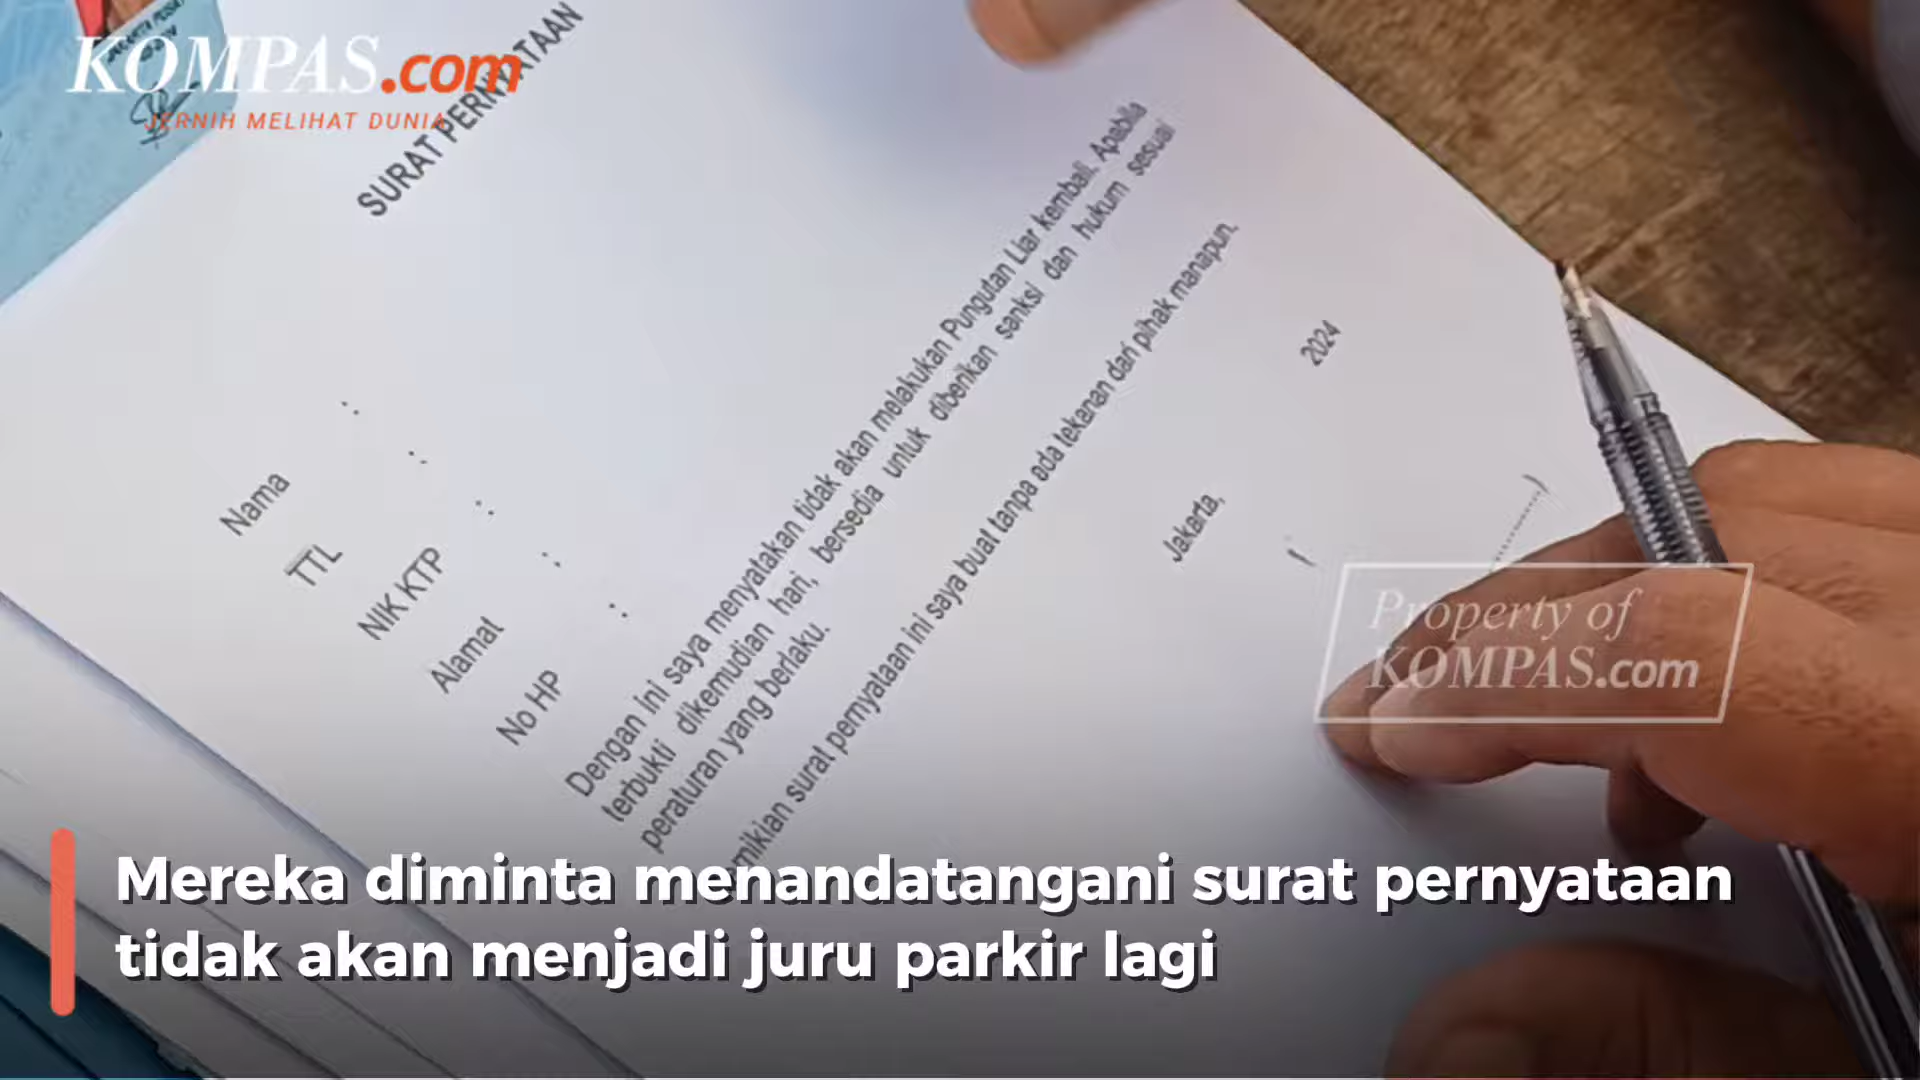 KOMPAS.com
JERNIH MELIHAT DUNIA
SURAT PERNYATAAN
Nama :
TTL :
NIK KTP :
Alamat :
No HP :
Dengan ini saya menyatakan tidak akan melakukan Pungutan Liar kembali. Apabila
terbukti dikemudian hari, bersedia untuk diberikan sanksi dan hukum sesuai
peraturan yang berlaku.
mikian surat pernyataan ini saya buat tanpa ada tekanan dari pihak manapun.
Jakarta, 2024
Property of
KOMPAS.com
Mereka diminta menandatangani surat pernyataan
tidak akan menjadi juru parkir lagi